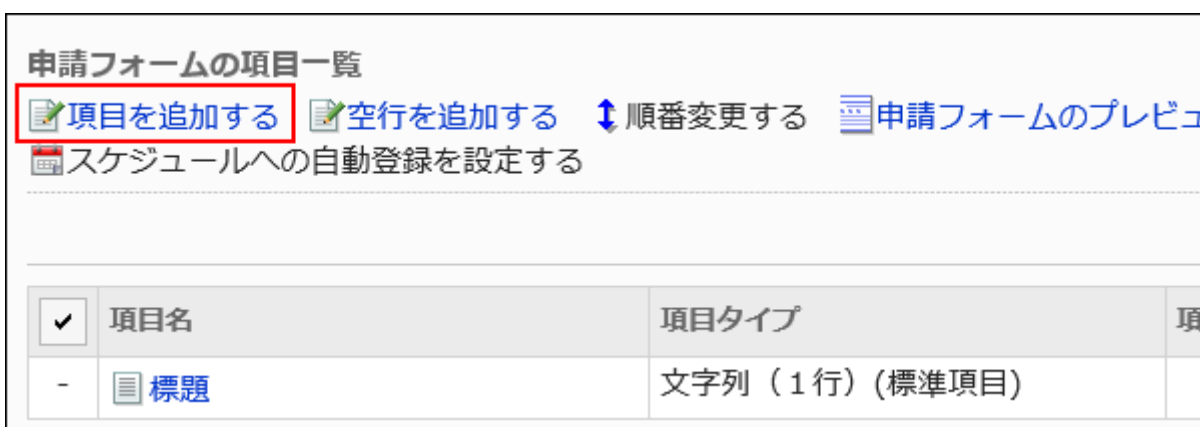 申請フォームの項目一覧
項目を追加する 空行を追加する 順番変更する 申請フォームのプレビュ
スケジュールへの自動登録を設定する
項目名 項目タイプ 項
- 標題 文字列（１行）(標準項目)